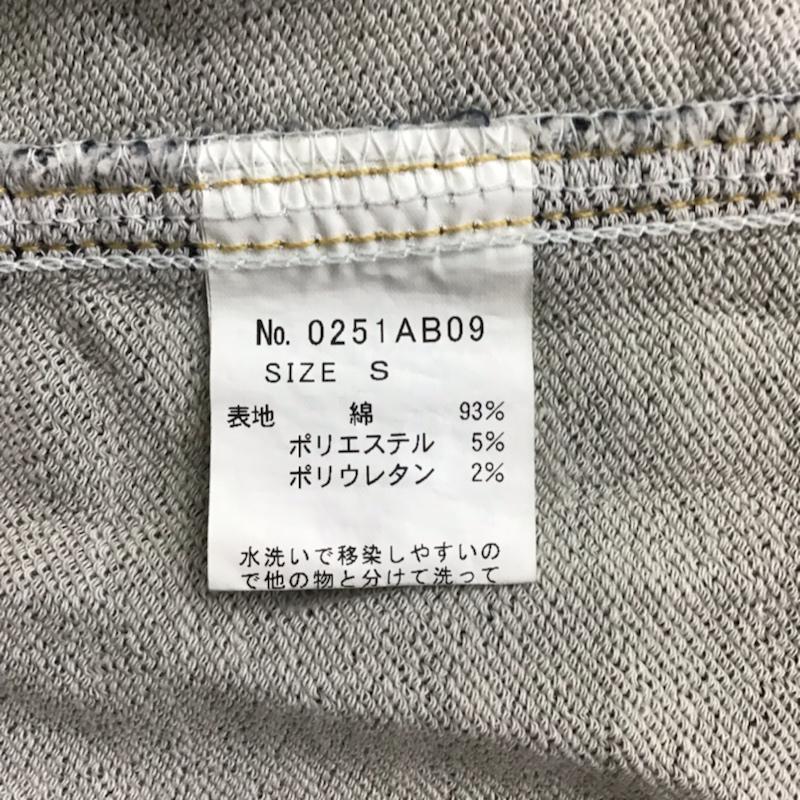 No. 0251AB09
SIZE S
表地 綿 93%
ポリエステル 5%
ポリウレタン 2%
水洗いで移染しやすいの
で他の物と分けて洗って